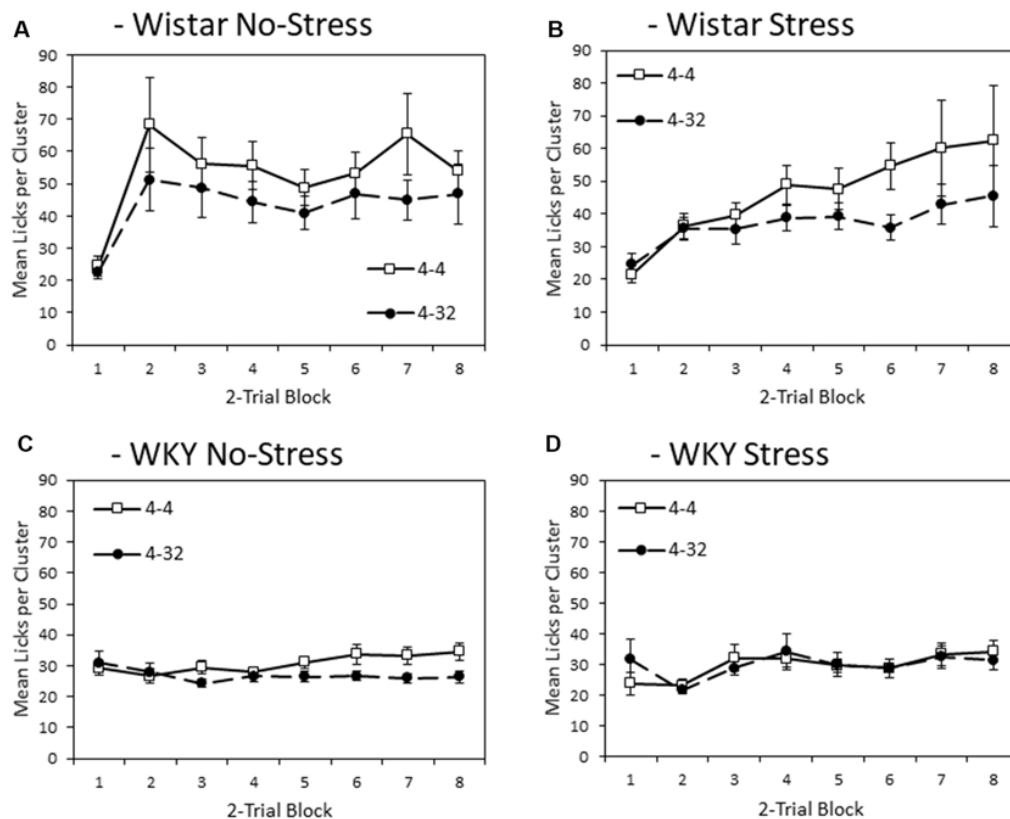 A
- Wistar No-Stress
Mean Licks per Cluster
90
80
70
60
50
40
30
20
10
0
4-4
4-32
1 2 3 4 5 6 7 8
2-Trial Block
B
- Wistar Stress
Mean Licks per Cluster
90
80
70
60
50
40
30
20
10
0
4-4
4-32
1 2 3 4 5 6 7 8
2-Trial Block
C
- WKY No-Stress
Mean Licks per Cluster
90
80
70
60
50
40
30
20
10
0
4-4
4-32
1 2 3 4 5 6 7 8
2-Trial Block
D
- WKY Stress
Mean Licks per Cluster
90
80
70
60
50
40
30
20
10
0
4-4
4-32
1 2 3 4 5 6 7 8
2-Trial Block